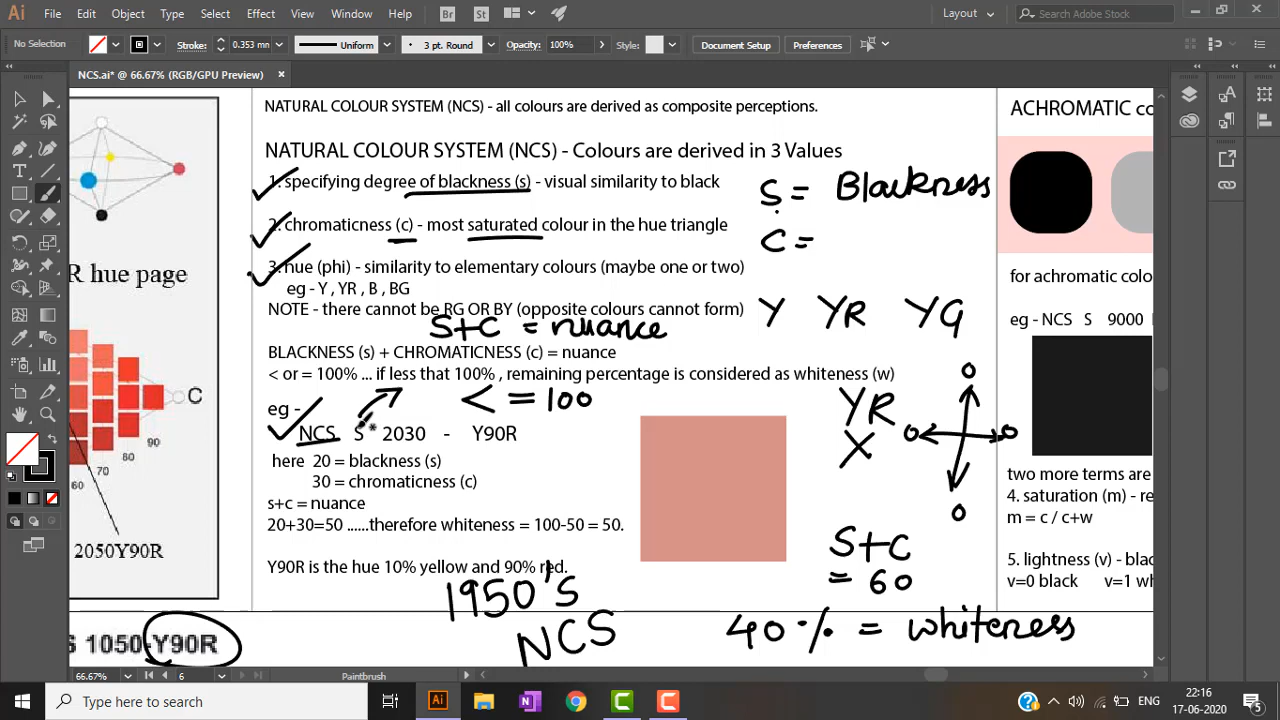 Ai
File Edit Object Type Select Effect View Window Help
Br St
Layout
Search Adobe Stock
No Selection
Stroke: 0.353 mm
Uniform
3 pt. Round
Opacity: 100%
Style:
Document Setup
Preferences
NCS.ai* @ 66.67% (RGB/GPU Preview)
NATURAL COLOUR SYSTEM (NCS) - all colours are derived as composite perceptions.
NATURAL COLOUR SYSTEM (NCS) - Colours are derived in 3 Values
1. specifying degree of blackness (s) - visual similarity to black
2. chromaticness (c) - most saturated colour in the hue triangle
3. hue (phi) - similarity to elementary colours (maybe one or two)
eg - Y , YR , B , BG
NOTE - there cannot be RG OR BY (opposite colours cannot form)
S+C = nuance
BLACKNESS (s) + CHROMATICNESS (C) = nuance
< or = 100% ... if less that 100% , remaining percentage is considered as whiteness (w)
eg -
< = 100
NCS S * 2030 - Y90R
here 20 = blackness (s)
30 = chromaticness (c)
s+c = nuance
20+30=50 ......therefore whiteness = 100-50 = 50.
Y90R is the hue 10% yellow and 90% red.
1950's
NCS
S = Blackness
C =
Y YR YG
YR
X
O
O O
O
S+C
= 60
40% = whiteness
R hue page
C
90
80
70
60
2050Y90R
S 1050-Y90R
ACHROMATIC co
for achromatic colo
eg - NCS S 9000
two more terms are
4. saturation (m) - re
m = c / c+w
5. lightness (v) - blac
v=0 black v=1 wh
66.67%
6
Paintbrush
Type here to search
Ai
N
C
C
ENG
22:16
17-06-2020
5